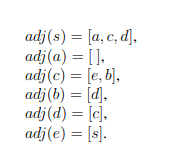 adj(s) = [a, c, d],
adj(a) = [ ],
adj(c) = [e, b],
adj(b) = [d],
adj(d) = [c],
adj(e) = [s].